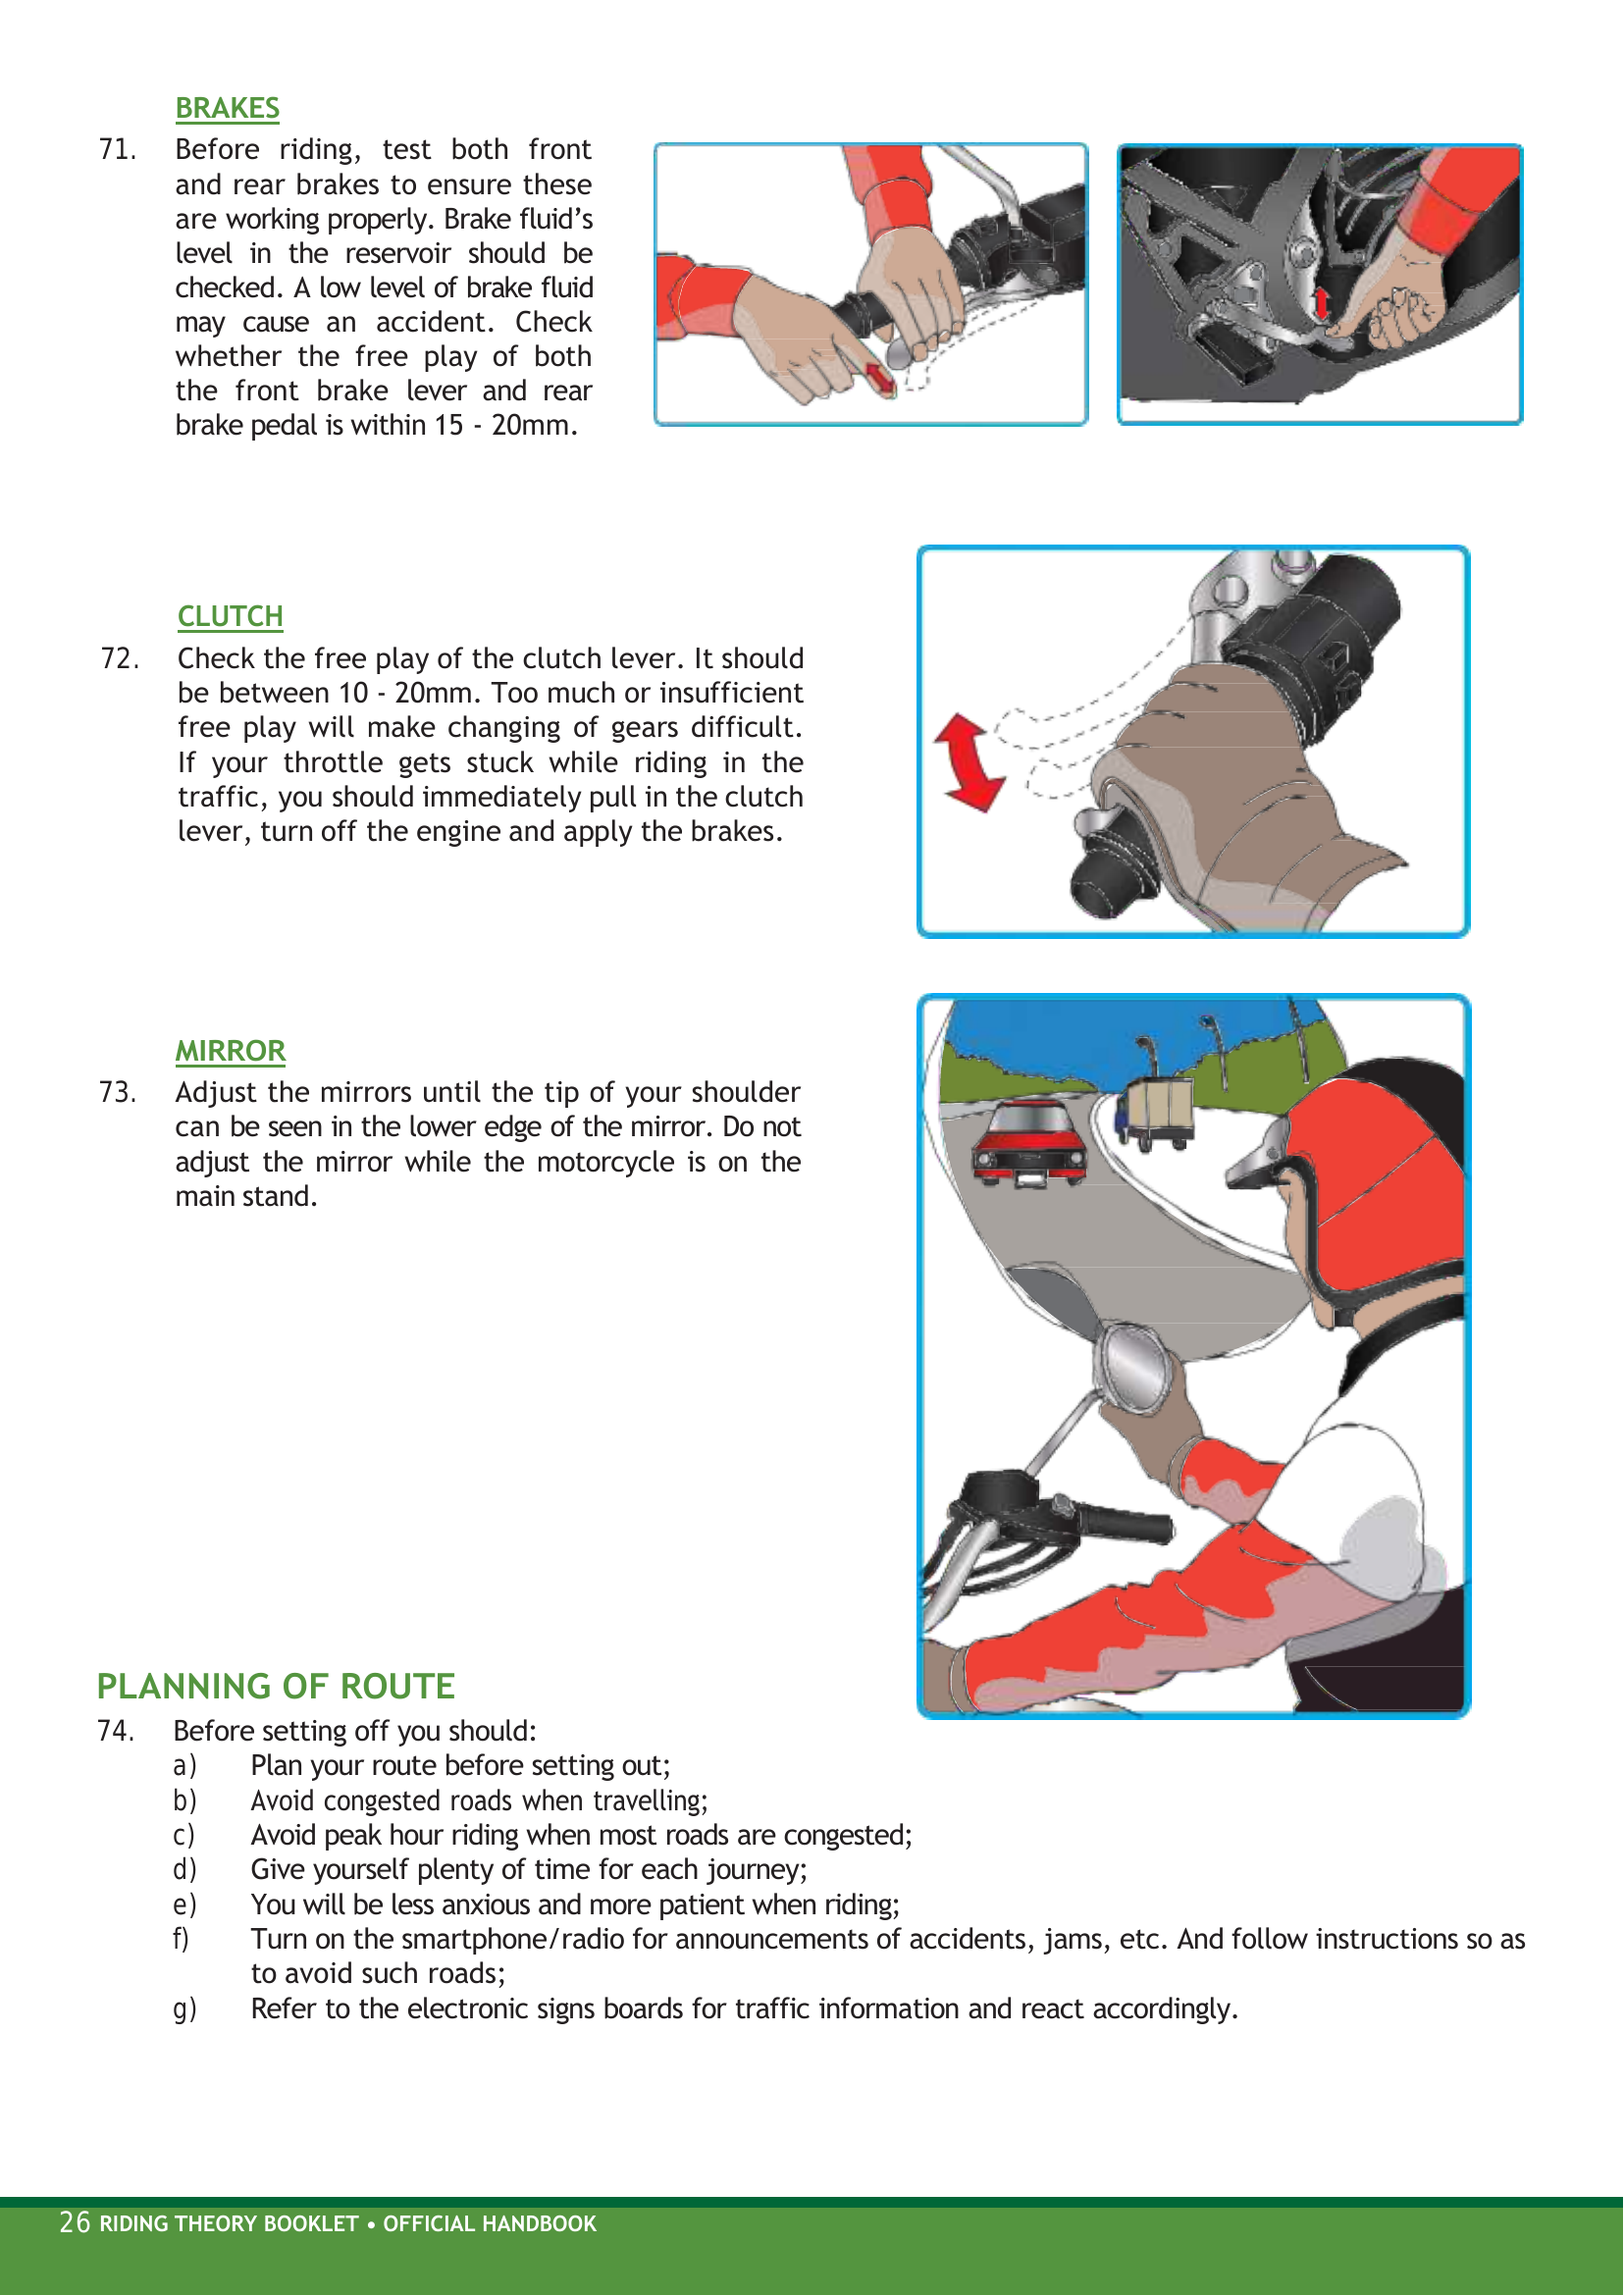 BRAKES
71. Before riding, test both front
and rear brakes to ensure these
are working properly. Brake fluid’s
level in the reservoir should be
checked. A low level of brake fluid
may cause an accident. Check
whether the free play of both
the front brake lever and rear
brake pedal is within 15 - 20mm.
CLUTCH
72. Check the free play of the clutch lever. It should
be between 10 - 20mm. Too much or insufficient
free play will make changing of gears difficult.
If your throttle gets stuck while riding in the
traffic, you should immediately pull in the clutch
lever, turn off the engine and apply the brakes.
MIRROR
73. Adjust the mirrors until the tip of your shoulder
can be seen in the lower edge of the mirror. Do not
adjust the mirror while the motorcycle is on the
main stand.
PLANNING OF ROUTE
74. Before setting off you should:
a) Plan your route before setting out;
b) Avoid congested roads when travelling;
c) Avoid peak hour riding when most roads are congested;
d) Give yourself plenty of time for each journey;
e) You will be less anxious and more patient when riding;
f) Turn on the smartphone/radio for announcements of accidents, jams, etc. And follow instructions so as
to avoid such roads;
g) Refer to the electronic signs boards for traffic information and react accordingly.
26 RIDING THEORY BOOKLET • OFFICIAL HANDBOOK